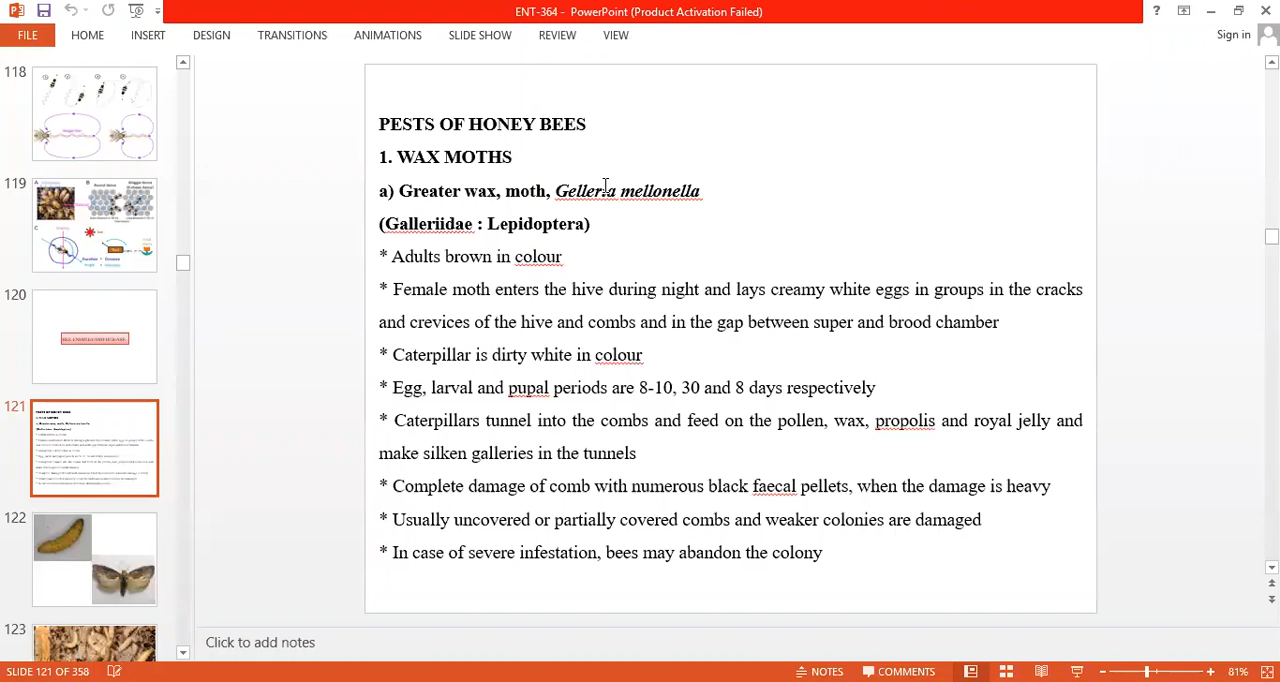 ENT-364 - PowerPoint (Product Activation Failed)
FILE HOME INSERT DESIGN TRANSITIONS ANIMATIONS SLIDE SHOW REVIEW VIEW Sign in
118
119
120
121
122
123
PESTS OF HONEY BEES
1. WAX MOTHS
a) Greater wax, moth, Gelleria mellonella
(Galleriidae : Lepidoptera)
* Adults brown in colour
* Female moth enters the hive during night and lays creamy white eggs in groups in the cracks
and crevices of the hive and combs and in the gap between super and brood chamber
* Caterpillar is dirty white in colour
* Egg, larval and pupal periods are 8-10, 30 and 8 days respectively
* Caterpillars tunnel into the combs and feed on the pollen, wax, propolis and royal jelly and
make silken galleries in the tunnels
* Complete damage of comb with numerous black faecal pellets, when the damage is heavy
* Usually uncovered or partially covered combs and weaker colonies are damaged
* In case of severe infestation, bees may abandon the colony
Click to add notes
SLIDE 121 OF 358 NOTES COMMENTS 81%